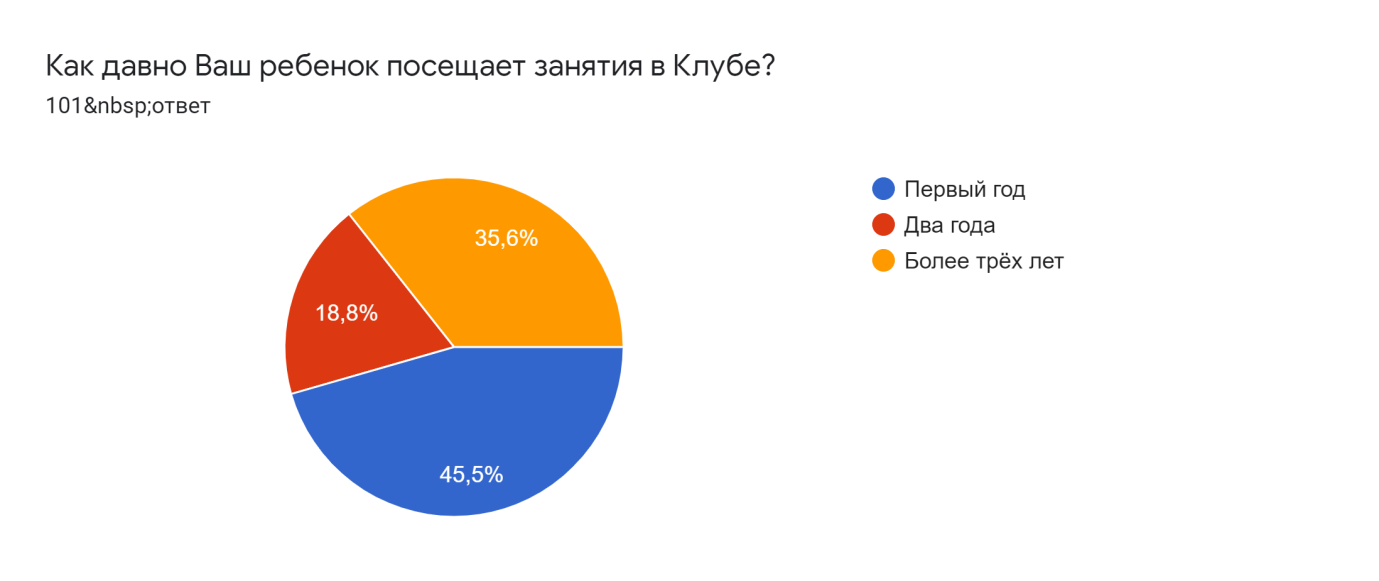 Как давно Ваш ребенок посещает занятия в Клубе?
101&nbsp;ответ
Первый год
Два года
Более трёх лет
35,6%
18,8%
45,5%